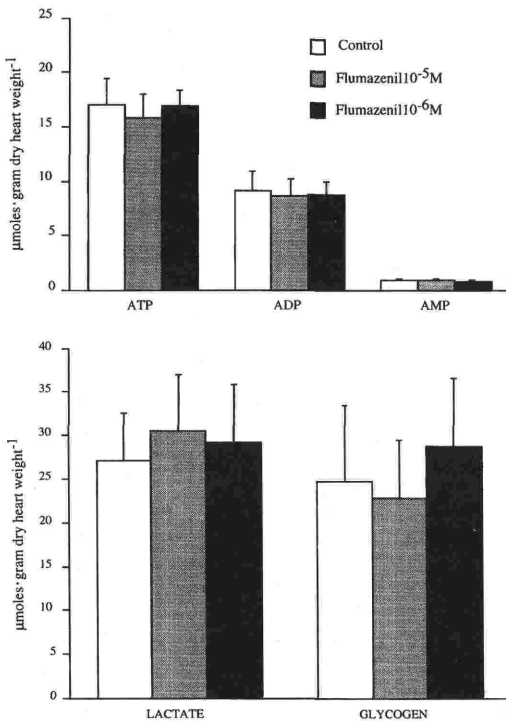 25
20
15
10
5
0
μmoles·gram dry heart weight⁻¹
Control
Flumazenil10⁻⁵M
Flumazenil10⁻⁶M
ATP ADP AMP
40
35
30
25
20
15
10
5
0
μmoles·gram dry heart weight⁻¹
LACTATE GLYCOGEN